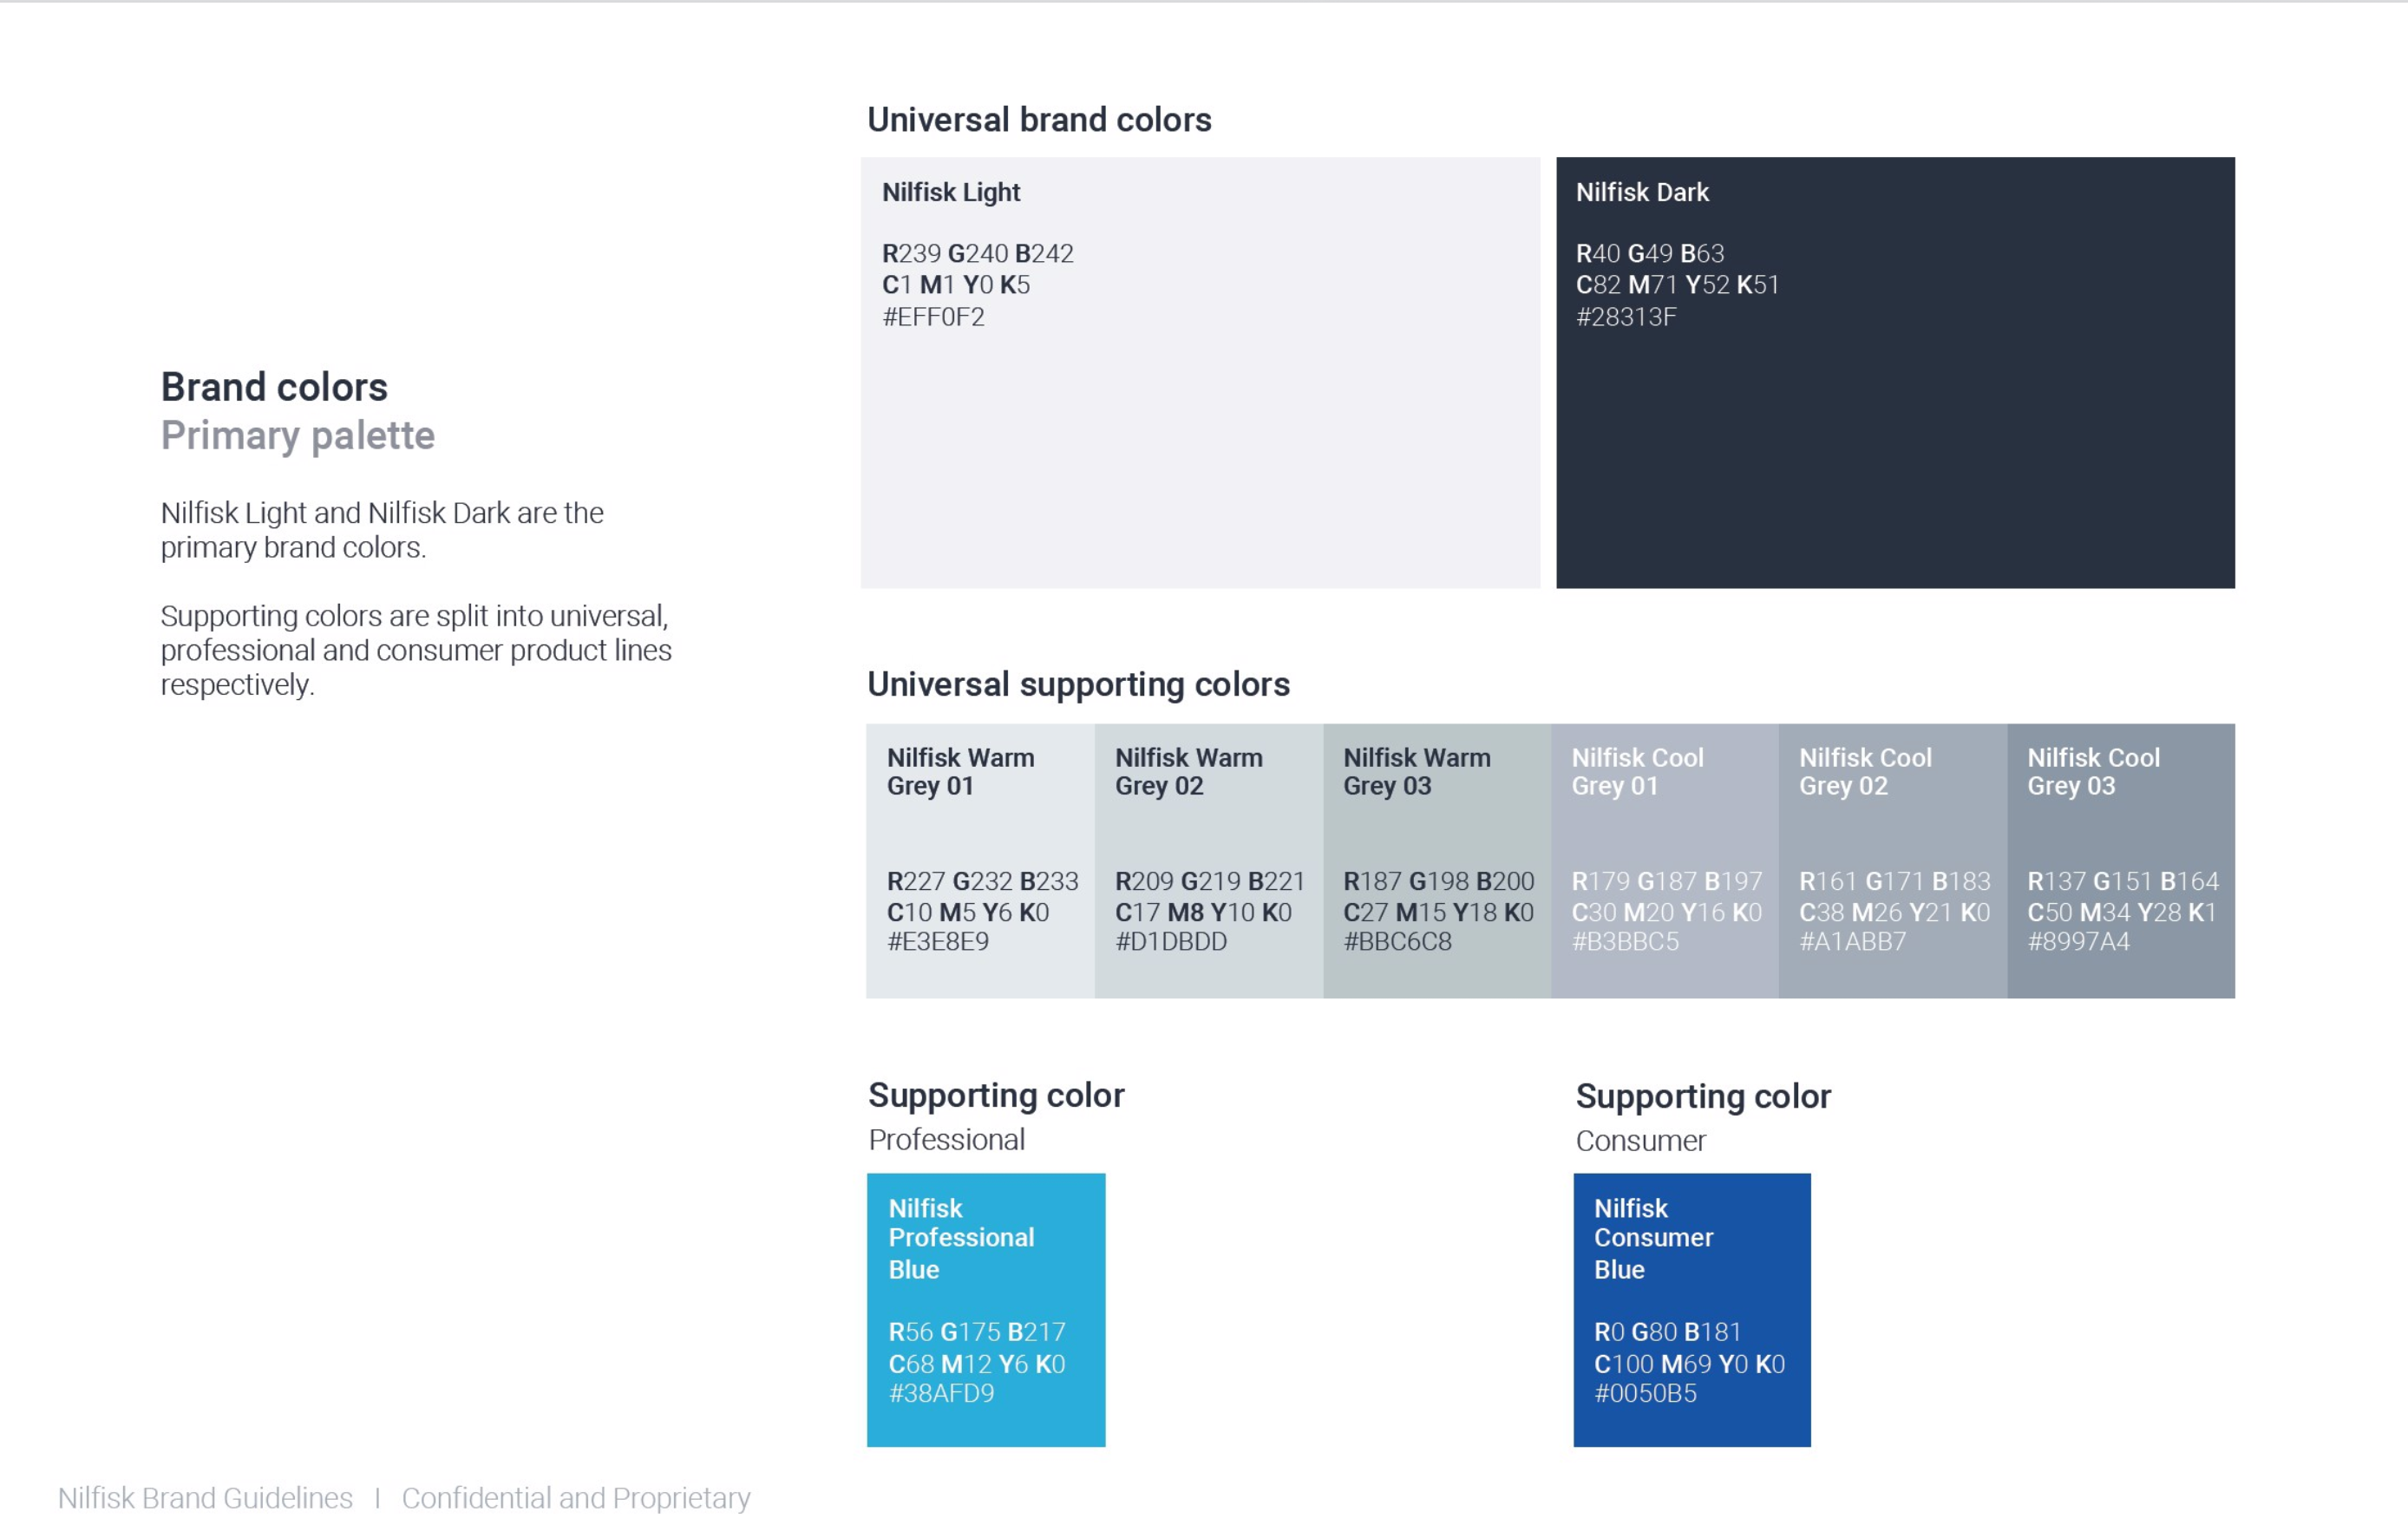 Universal brand colors
Nilfisk Light
R239 G240 B242
C1 M1 Y0 K5
#EFF0F2
Nilfisk Dark
R40 G49 B63
C82 M71 Y52 K51
#28313F
Brand colors
Primary palette
Nilfisk Light and Nilfisk Dark are the
primary brand colors.
Supporting colors are split into universal,
professional and consumer product lines
respectively.
Universal supporting colors
Nilfisk Warm
Grey 01
R227 G232 B233
C10 M5 Y6 K0
#E3E8E9
Nilfisk Warm
Grey 02
R209 G219 B221
C17 M8 Y10 K0
#D1DBDD
Nilfisk Warm
Grey 03
R187 G198 B200
C27 M15 Y18 K0
#BBC6C8
Nilfisk Cool
Grey 01
R179 G187 B197
C30 M20 Y16 K0
#B3BBC5
Nilfisk Cool
Grey 02
R161 G171 B183
C38 M26 Y21 K0
#A1ABB7
Nilfisk Cool
Grey 03
R137 G151 B164
C50 M34 Y28 K1
#8997A4
Supporting color
Professional
Nilfisk
Professional
Blue
R56 G175 B217
C68 M12 Y6 K0
#38AFD9
Supporting color
Consumer
Nilfisk
Consumer
Blue
R0 G80 B181
C100 M69 Y0 K0
#0050B5
Nilfisk Brand Guidelines | Confidential and Proprietary